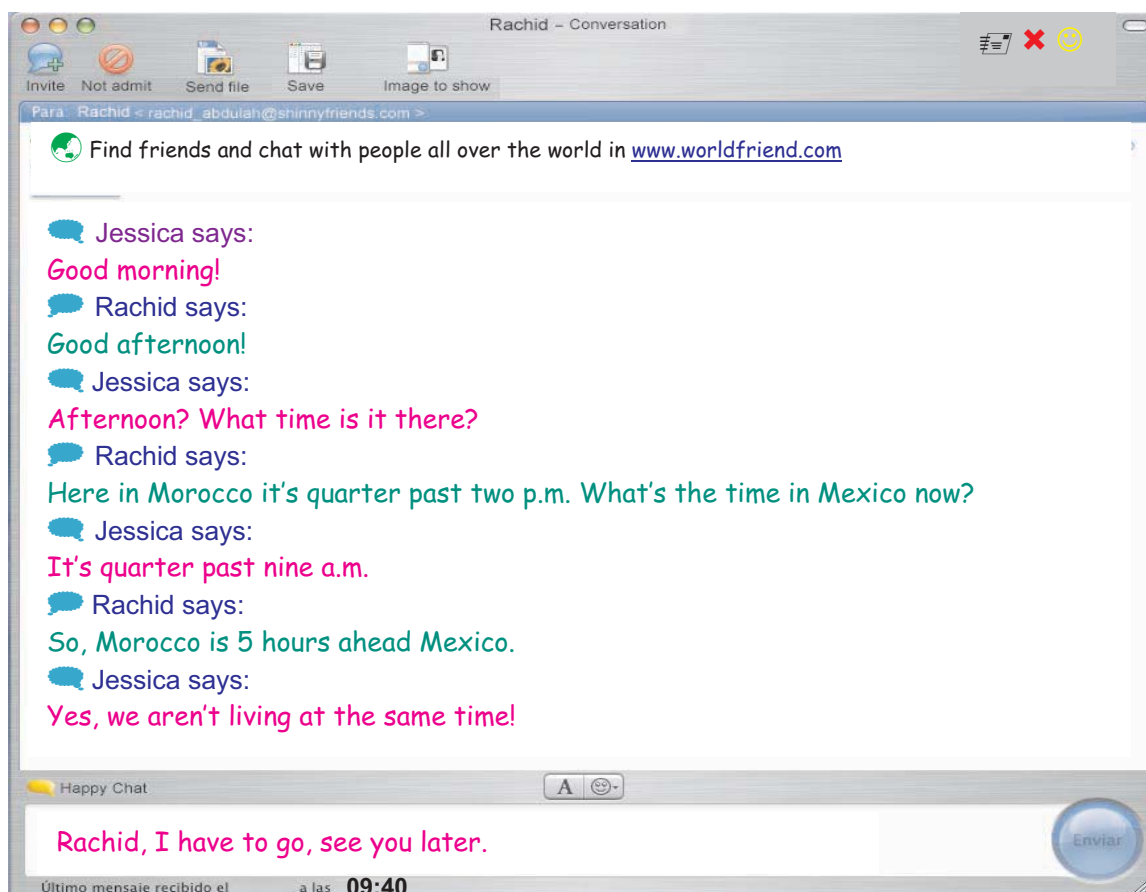 Rachid – Conversation
Invite Not admit Send file Save Image to show
Para: Rachid < rachid_abdulah@shinnyfriends.com >
Find friends and chat with people all over the world in www.worldfriend.com
Jessica says:
Good morning!
Rachid says:
Good afternoon!
Jessica says:
Afternoon? What time is it there?
Rachid says:
Here in Morocco it's quarter past two p.m. What's the time in Mexico now?
Jessica says:
It's quarter past nine a.m.
Rachid says:
So, Morocco is 5 hours ahead Mexico.
Jessica says:
Yes, we aren't living at the same time!
Happy Chat
A
Rachid, I have to go, see you later.
Enviar
Último mensaje recibido el a las 09:40